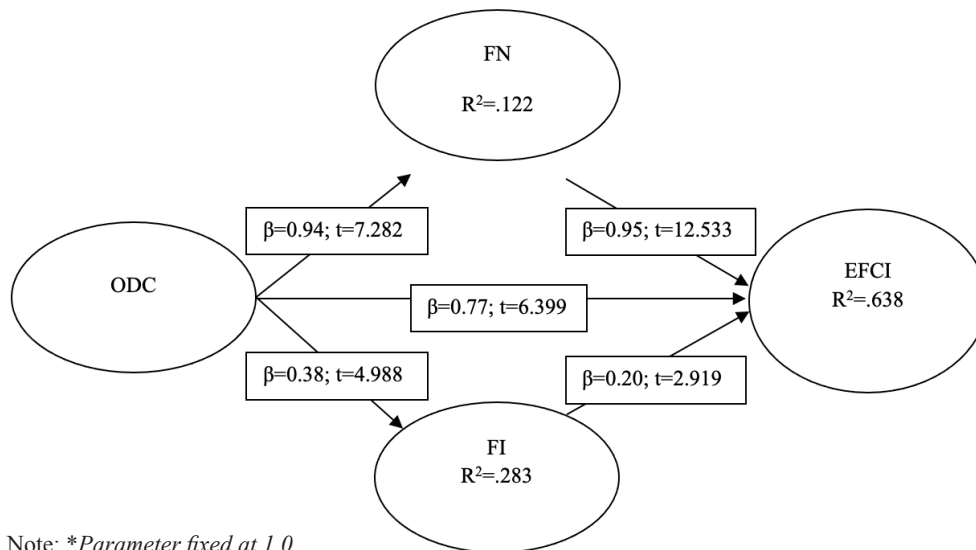 FN
R²=.122
β=0.94; t=7.282
β=0.95; t=12.533
ODC
β=0.77; t=6.399
EFCI
R²=.638
β=0.38; t=4.988
β=0.20; t=2.919
FI
R²=.283
Note: *Parameter fixed at 1.0